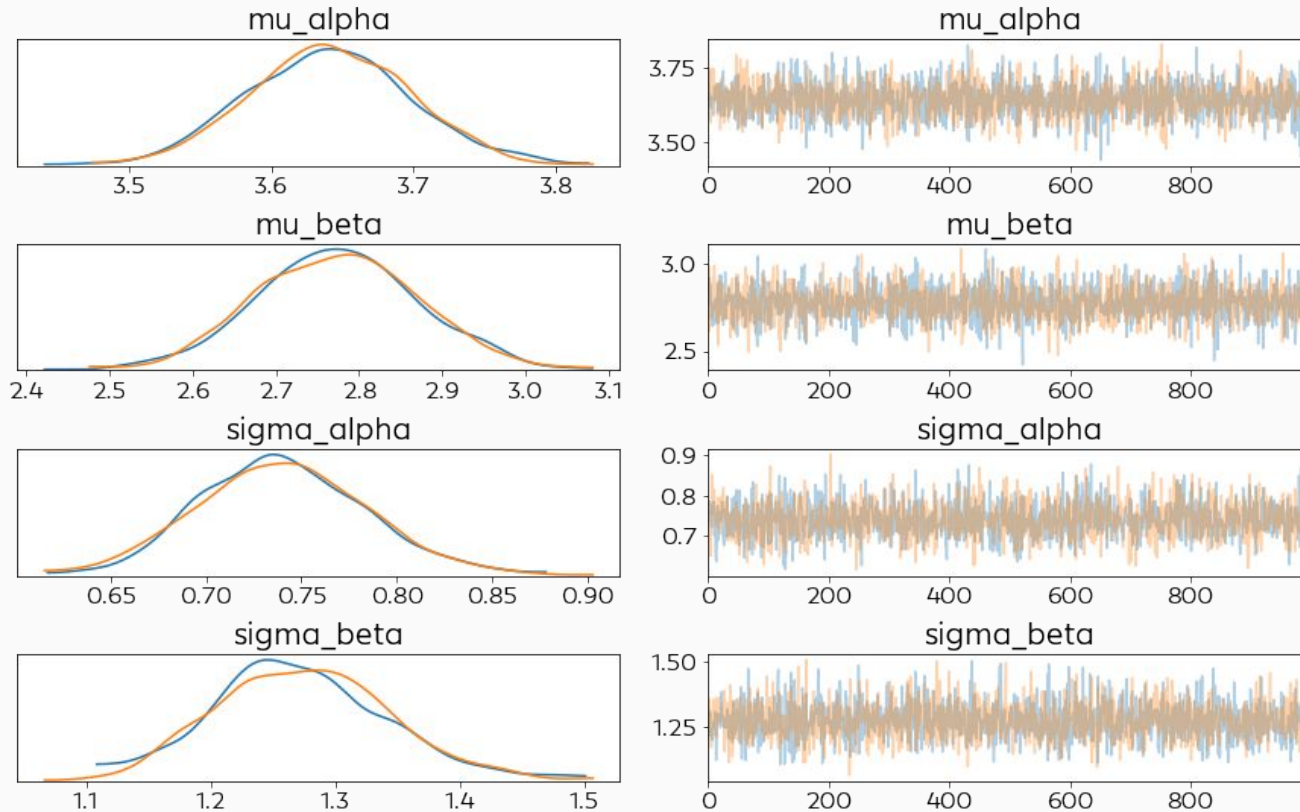 mu_alpha mu_alpha
3.75
3.50
3.5 3.6 3.7 3.8 0 200 400 600 800
mu_beta mu_beta
3.0
2.5
2.4 2.5 2.6 2.7 2.8 2.9 3.0 3.1 0 200 400 600 800
sigma_alpha sigma_alpha
0.9
0.8
0.7
0.65 0.70 0.75 0.80 0.85 0.90 0 200 400 600 800
sigma_beta sigma_beta
1.50
1.25
1.1 1.2 1.3 1.4 1.5 0 200 400 600 800